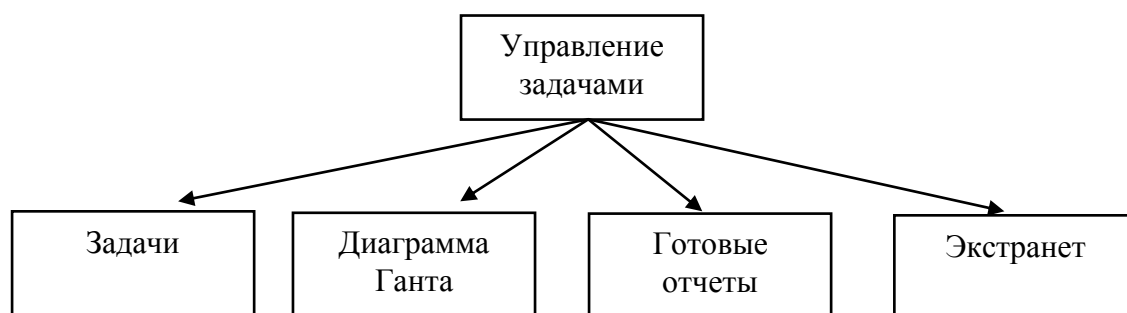 Управление
задачами
Задачи
Диаграмма
Ганта
Готовые
отчеты
Экстранет